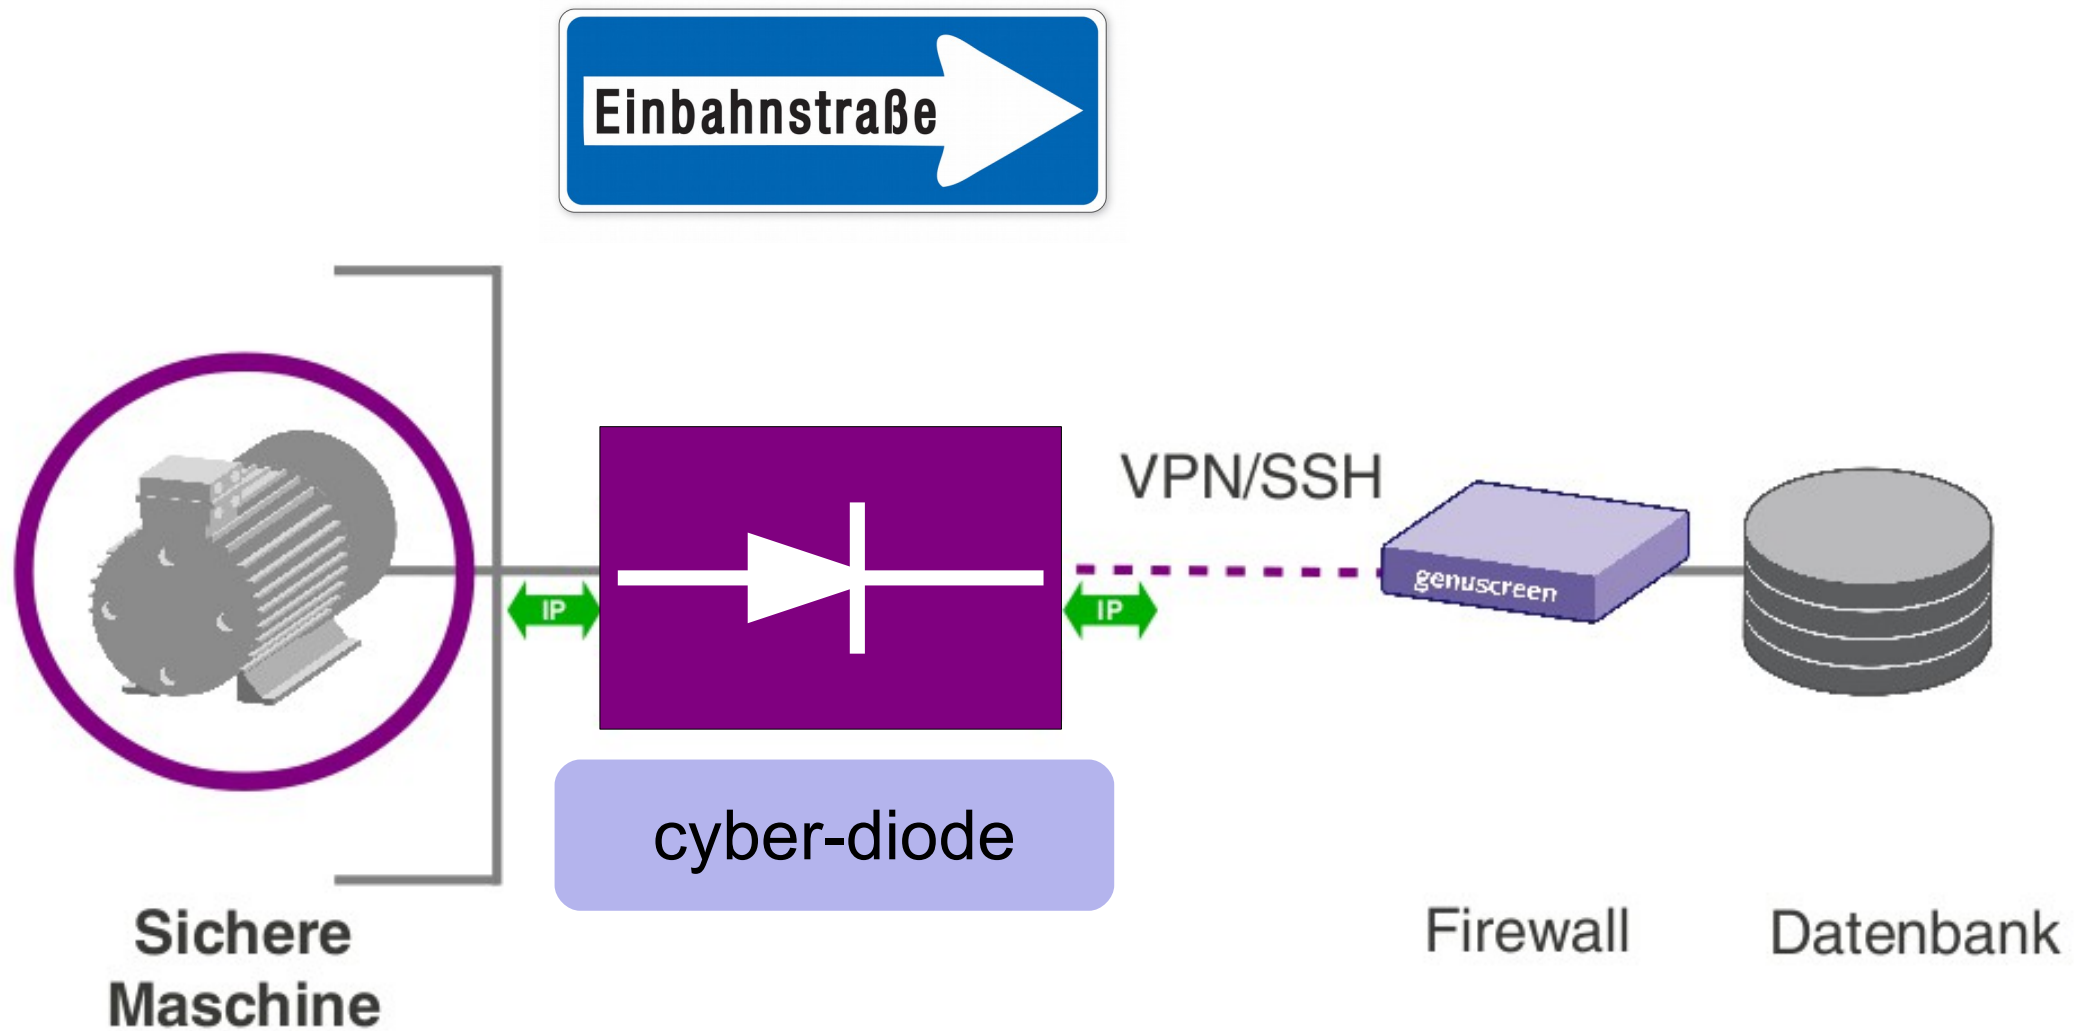 Einbahnstraße
VPN/SSH
genuscreen
IP
IP
cyber-diode
Sichere
Maschine
Firewall
Datenbank